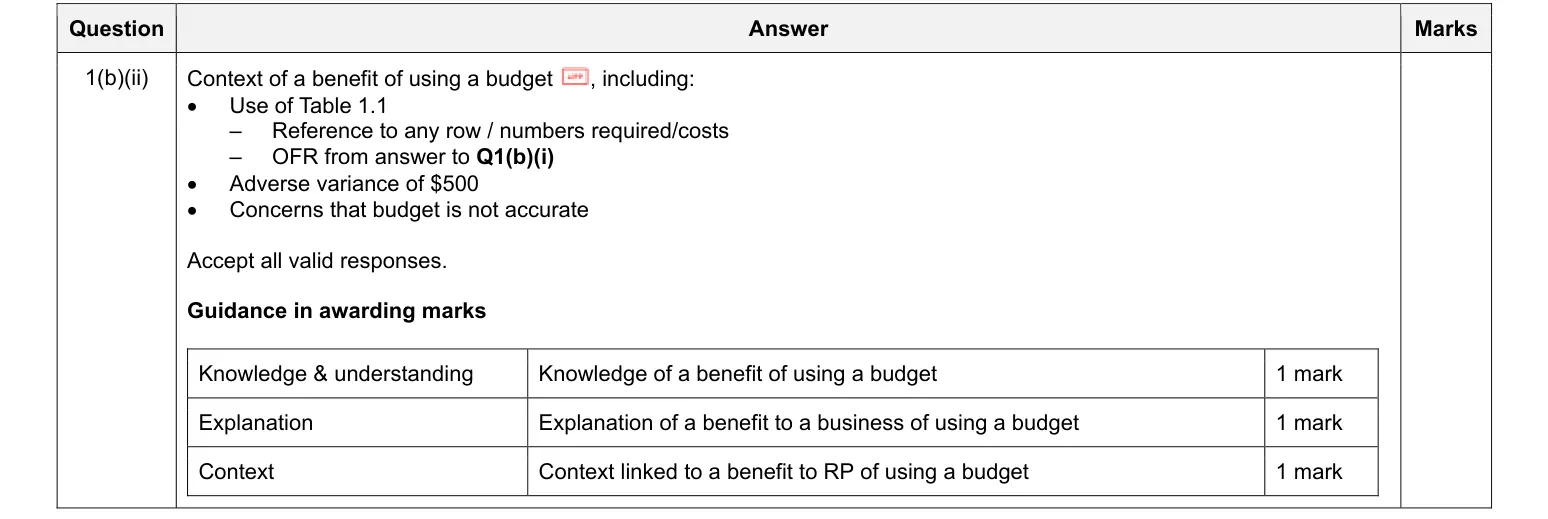 Question Answer Marks
1(b)(ii) Context of a benefit of using a budget APP, including:
• Use of Table 1.1
– Reference to any row / numbers required/costs
– OFR from answer to Q1(b)(i)
• Adverse variance of $500
• Concerns that budget is not accurate
Accept all valid responses.
Guidance in awarding marks
Knowledge & understanding Knowledge of a benefit of using a budget 1 mark
Explanation Explanation of a benefit to a business of using a budget 1 mark
Context Context linked to a benefit to RP of using a budget 1 mark